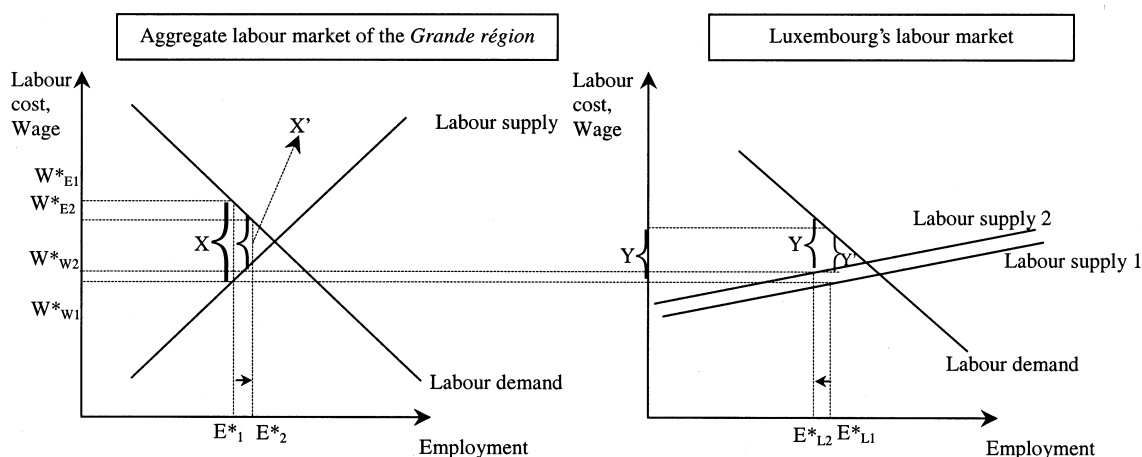 Aggregate labour market of the Grande région
Luxembourg's labour market
Labour
cost,
Wage
Labour supply
X'
W*E1
W*E2
X
W*W2
W*W1
Labour demand
E*1 E*2
Employment
Labour
cost,
Wage
Labour supply 2
Y
Y
Y'
Labour supply 1
Labour demand
E*L2 E*L1
Employment